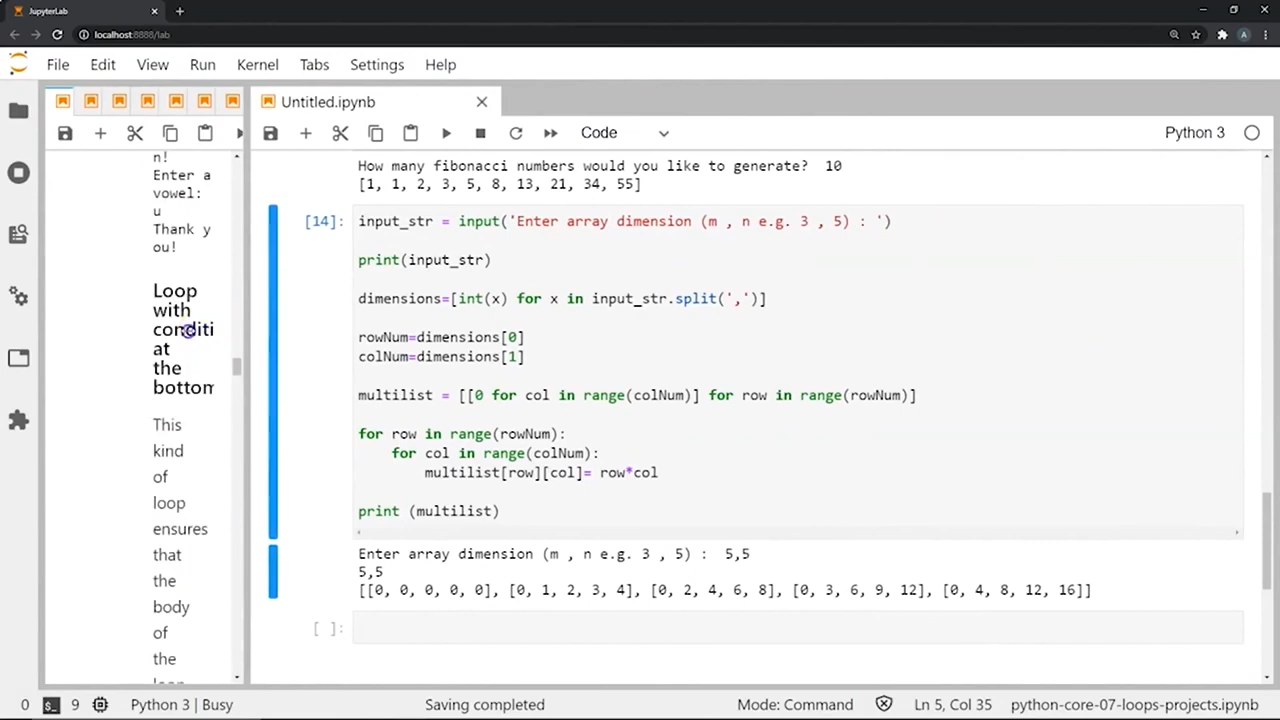 JupyterLab
localhost:8888/lab
File Edit View Run Kernel Tabs Settings Help
Untitled.ipynb
Code
Python 3
n!
Enter a
vowel:
u
Thank y
ou!
Loop
with
conditi
at
the
bottom
This
kind
of
loop
ensures
that
the
body
of
the
How many fibonacci numbers would you like to generate? 10
[1, 1, 2, 3, 5, 8, 13, 21, 34, 55]
[14]: input_str = input('Enter array dimension (m , n e.g. 3 , 5) : ')
print(input_str)
dimensions=[int(x) for x in input_str.split(',')]
rowNum=dimensions[0]
colNum=dimensions[1]
multilist = [[0 for col in range(colNum)] for row in range(rowNum)]
for row in range(rowNum):
for col in range(colNum):
multilist[row][col]= row*col
print (multilist)
Enter array dimension (m , n e.g. 3 , 5) : 5,5
5,5
[[0, 0, 0, 0, 0], [0, 1, 2, 3, 4], [0, 2, 4, 6, 8], [0, 3, 6, 9, 12], [0, 4, 8, 12, 16]]
[ ]:
0 9 Python 3 | Busy Saving completed Mode: Command Ln 5, Col 35 python-core-07-loops-projects.ipynb